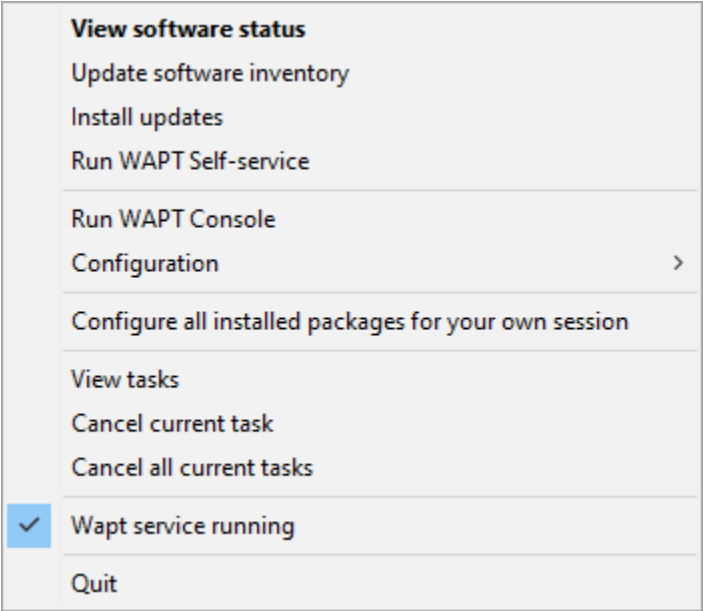 View software status
Update software inventory
Install updates
Run WAPT Self-service
Run WAPT Console
Configuration
Configure all installed packages for your own session
View tasks
Cancel current task
Cancel all current tasks
Wapt service running
Quit